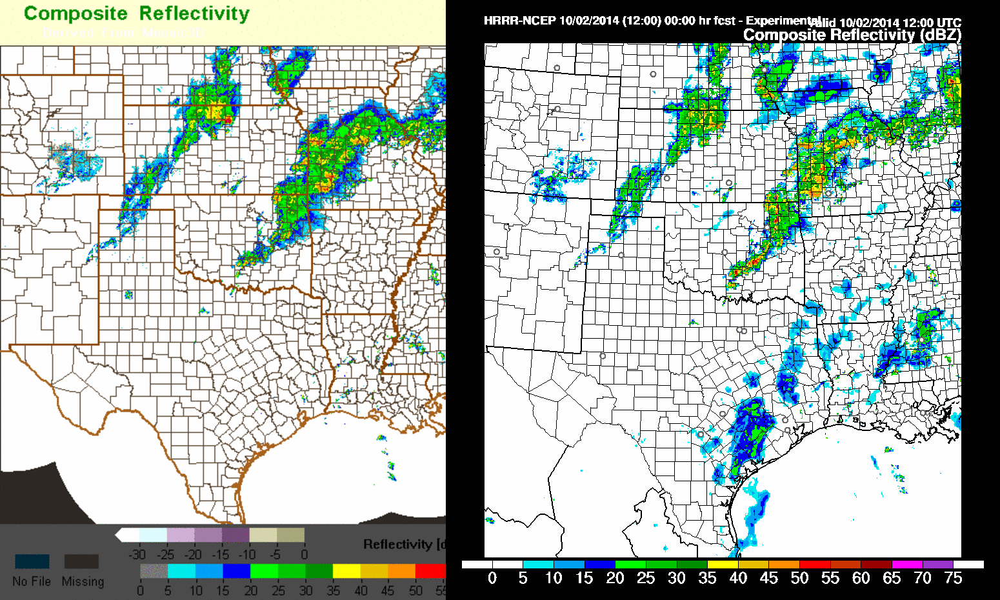 Composite Reflectivity
Derived From Mosaic3D
-30 -25 -20 -15 -10 -5 0
Reflectivity [d
No File Missing
0 5 10 15 20 25 30 35 40 45 50 55
HRRR-NCEP 10/02/2014 (12:00) 00:00 hr fcst - Experimental
Valid 10/02/2014 12:00 UTC
Composite Reflectivity (dBZ)
0 5 10 15 20 25 30 35 40 45 50 55 60 65 70 75